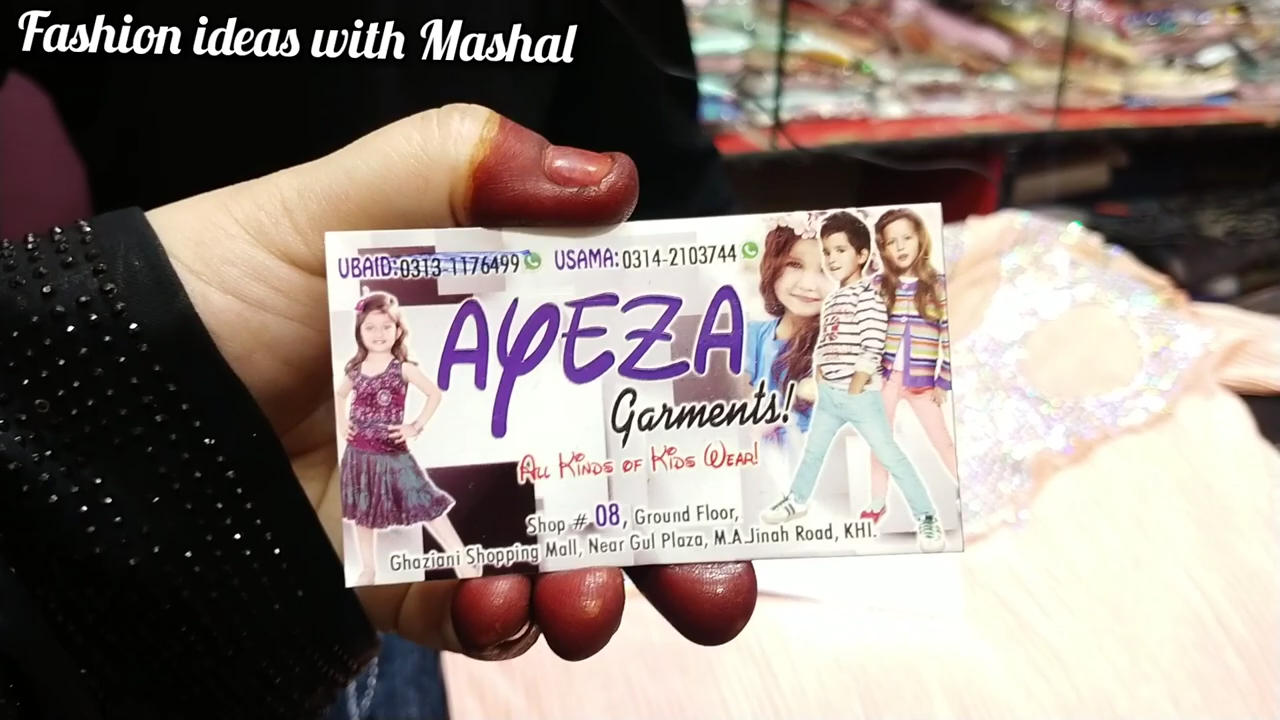 Fashion ideas with Mashal
UBAID:0313-1176499 USAMA:0314-2103744
AYEZA
Garments!
All Kinds of Kids Wear!
Shop # 08, Ground Floor,
Ghaziani Shopping Mall, Near Gul Plaza, M.A.Jinah Road, KHI.